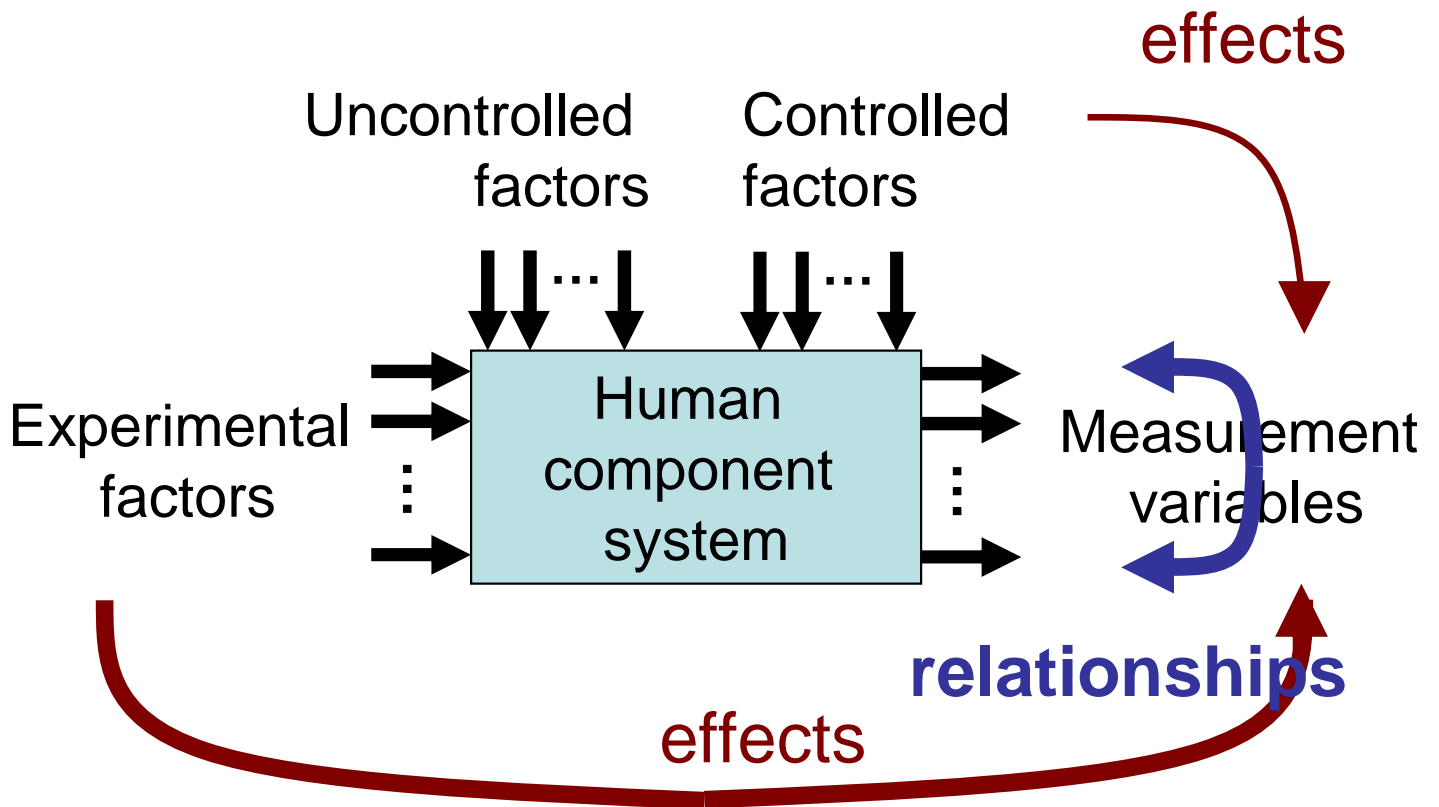 effects
Uncontrolled
factors
Controlled
factors
...
...
Experimental
factors
...
Human
component
system
...
Measurement
variables
relationships
effects